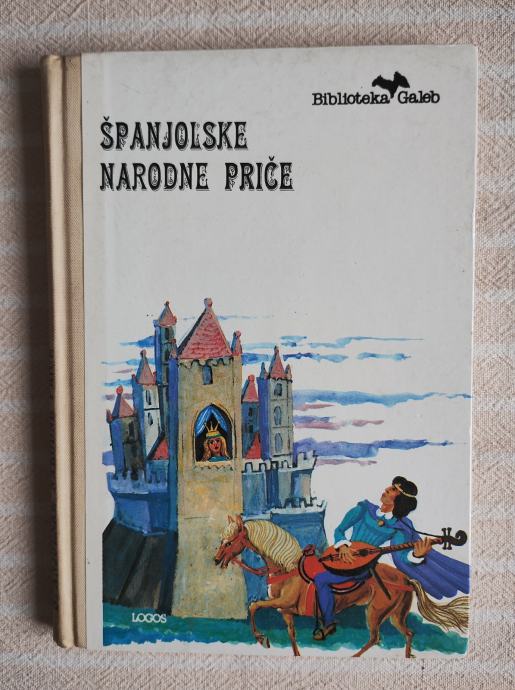 Biblioteka Galeb
ŠPANJOLSKE
NARODNE PRIČE
LOGOS